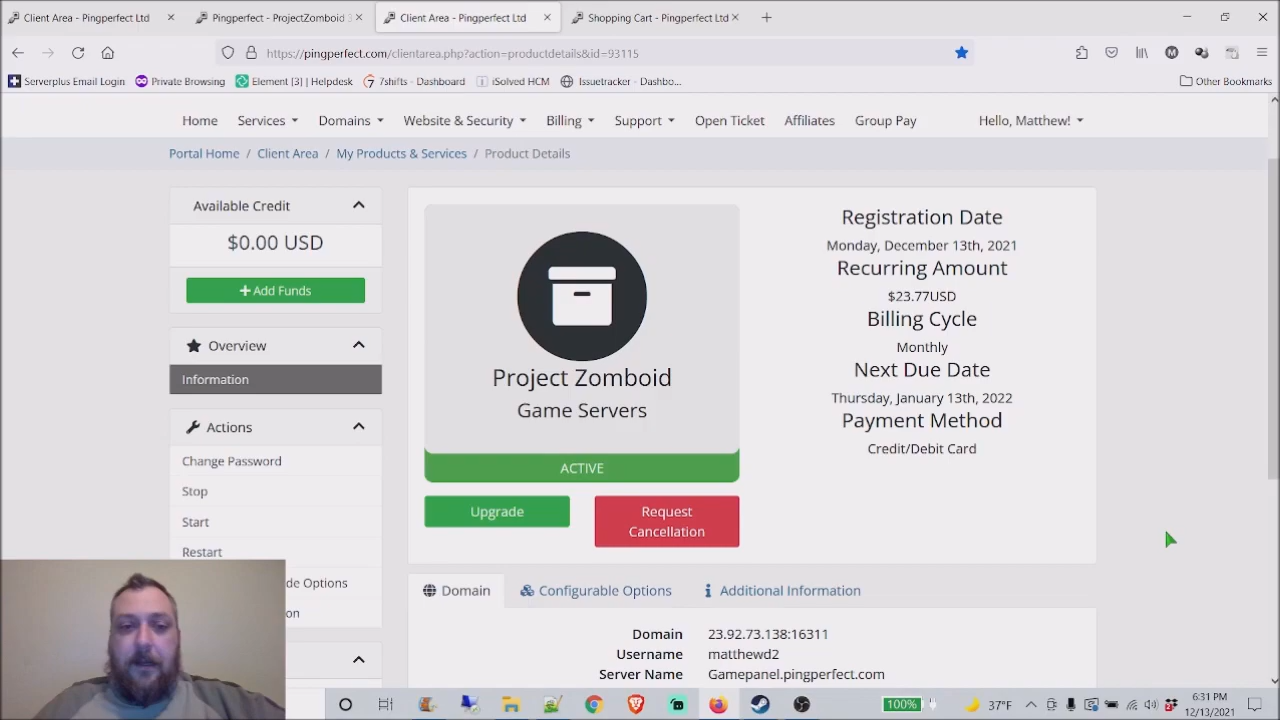 Client Area - Pingperfect Ltd
Pingperfect - ProjectZomboid
Client Area - Pingperfect Ltd
Shopping Cart - Pingperfect Ltd
https://pingperfect.com/clientarea.php?action=productdetails&id=93115
Serverplus Email Login
Private Browsing
Element [3] | Helpdesk
7shifts - Dashboard
iSolved HCM
Issuetracker - Dashbo...
Other Bookmarks
Home
Services
Domains
Website & Security
Billing
Support
Open Ticket
Affiliates
Group Pay
Hello, Matthew!
Portal Home / Client Area / My Products & Services / Product Details
Available Credit
$0.00 USD
+ Add Funds
Overview
Information
Actions
Change Password
Stop
Start
Restart
de Options
on
Project Zomboid
Game Servers
ACTIVE
Upgrade
Request
Cancellation
Registration Date
Monday, December 13th, 2021
Recurring Amount
$23.77USD
Billing Cycle
Monthly
Next Due Date
Thursday, January 13th, 2022
Payment Method
Credit/Debit Card
Domain
Configurable Options
Additional Information
Domain 23.92.73.138:16311
Username matthewd2
Server Name Gamepanel.pingperfect.com
100%
37°F
6:31 PM
12/13/2021